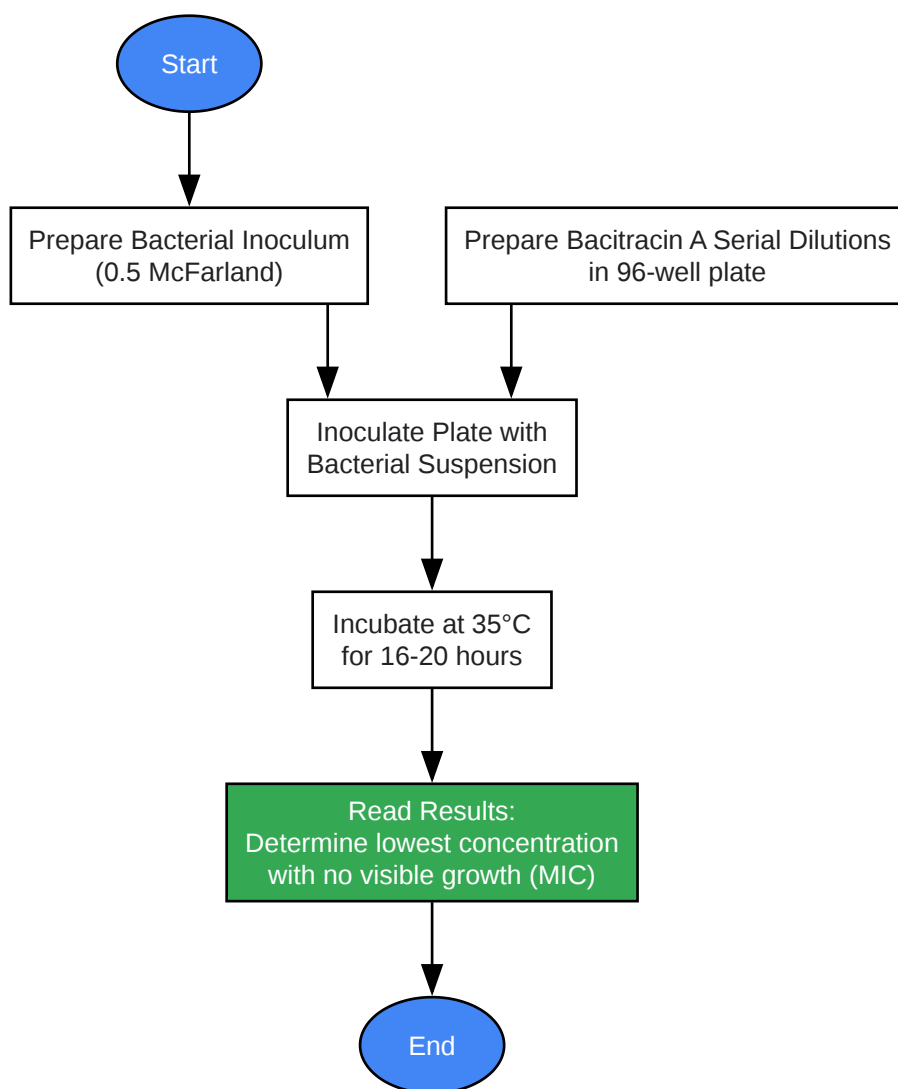 Start
Prepare Bacterial Inoculum
(0.5 McFarland)
Prepare Bacitracin A Serial Dilutions
in 96-well plate
Inoculate Plate with
Bacterial Suspension
Incubate at 35°C
for 16-20 hours
Read Results:
Determine lowest concentration
with no visible growth (MIC)
End